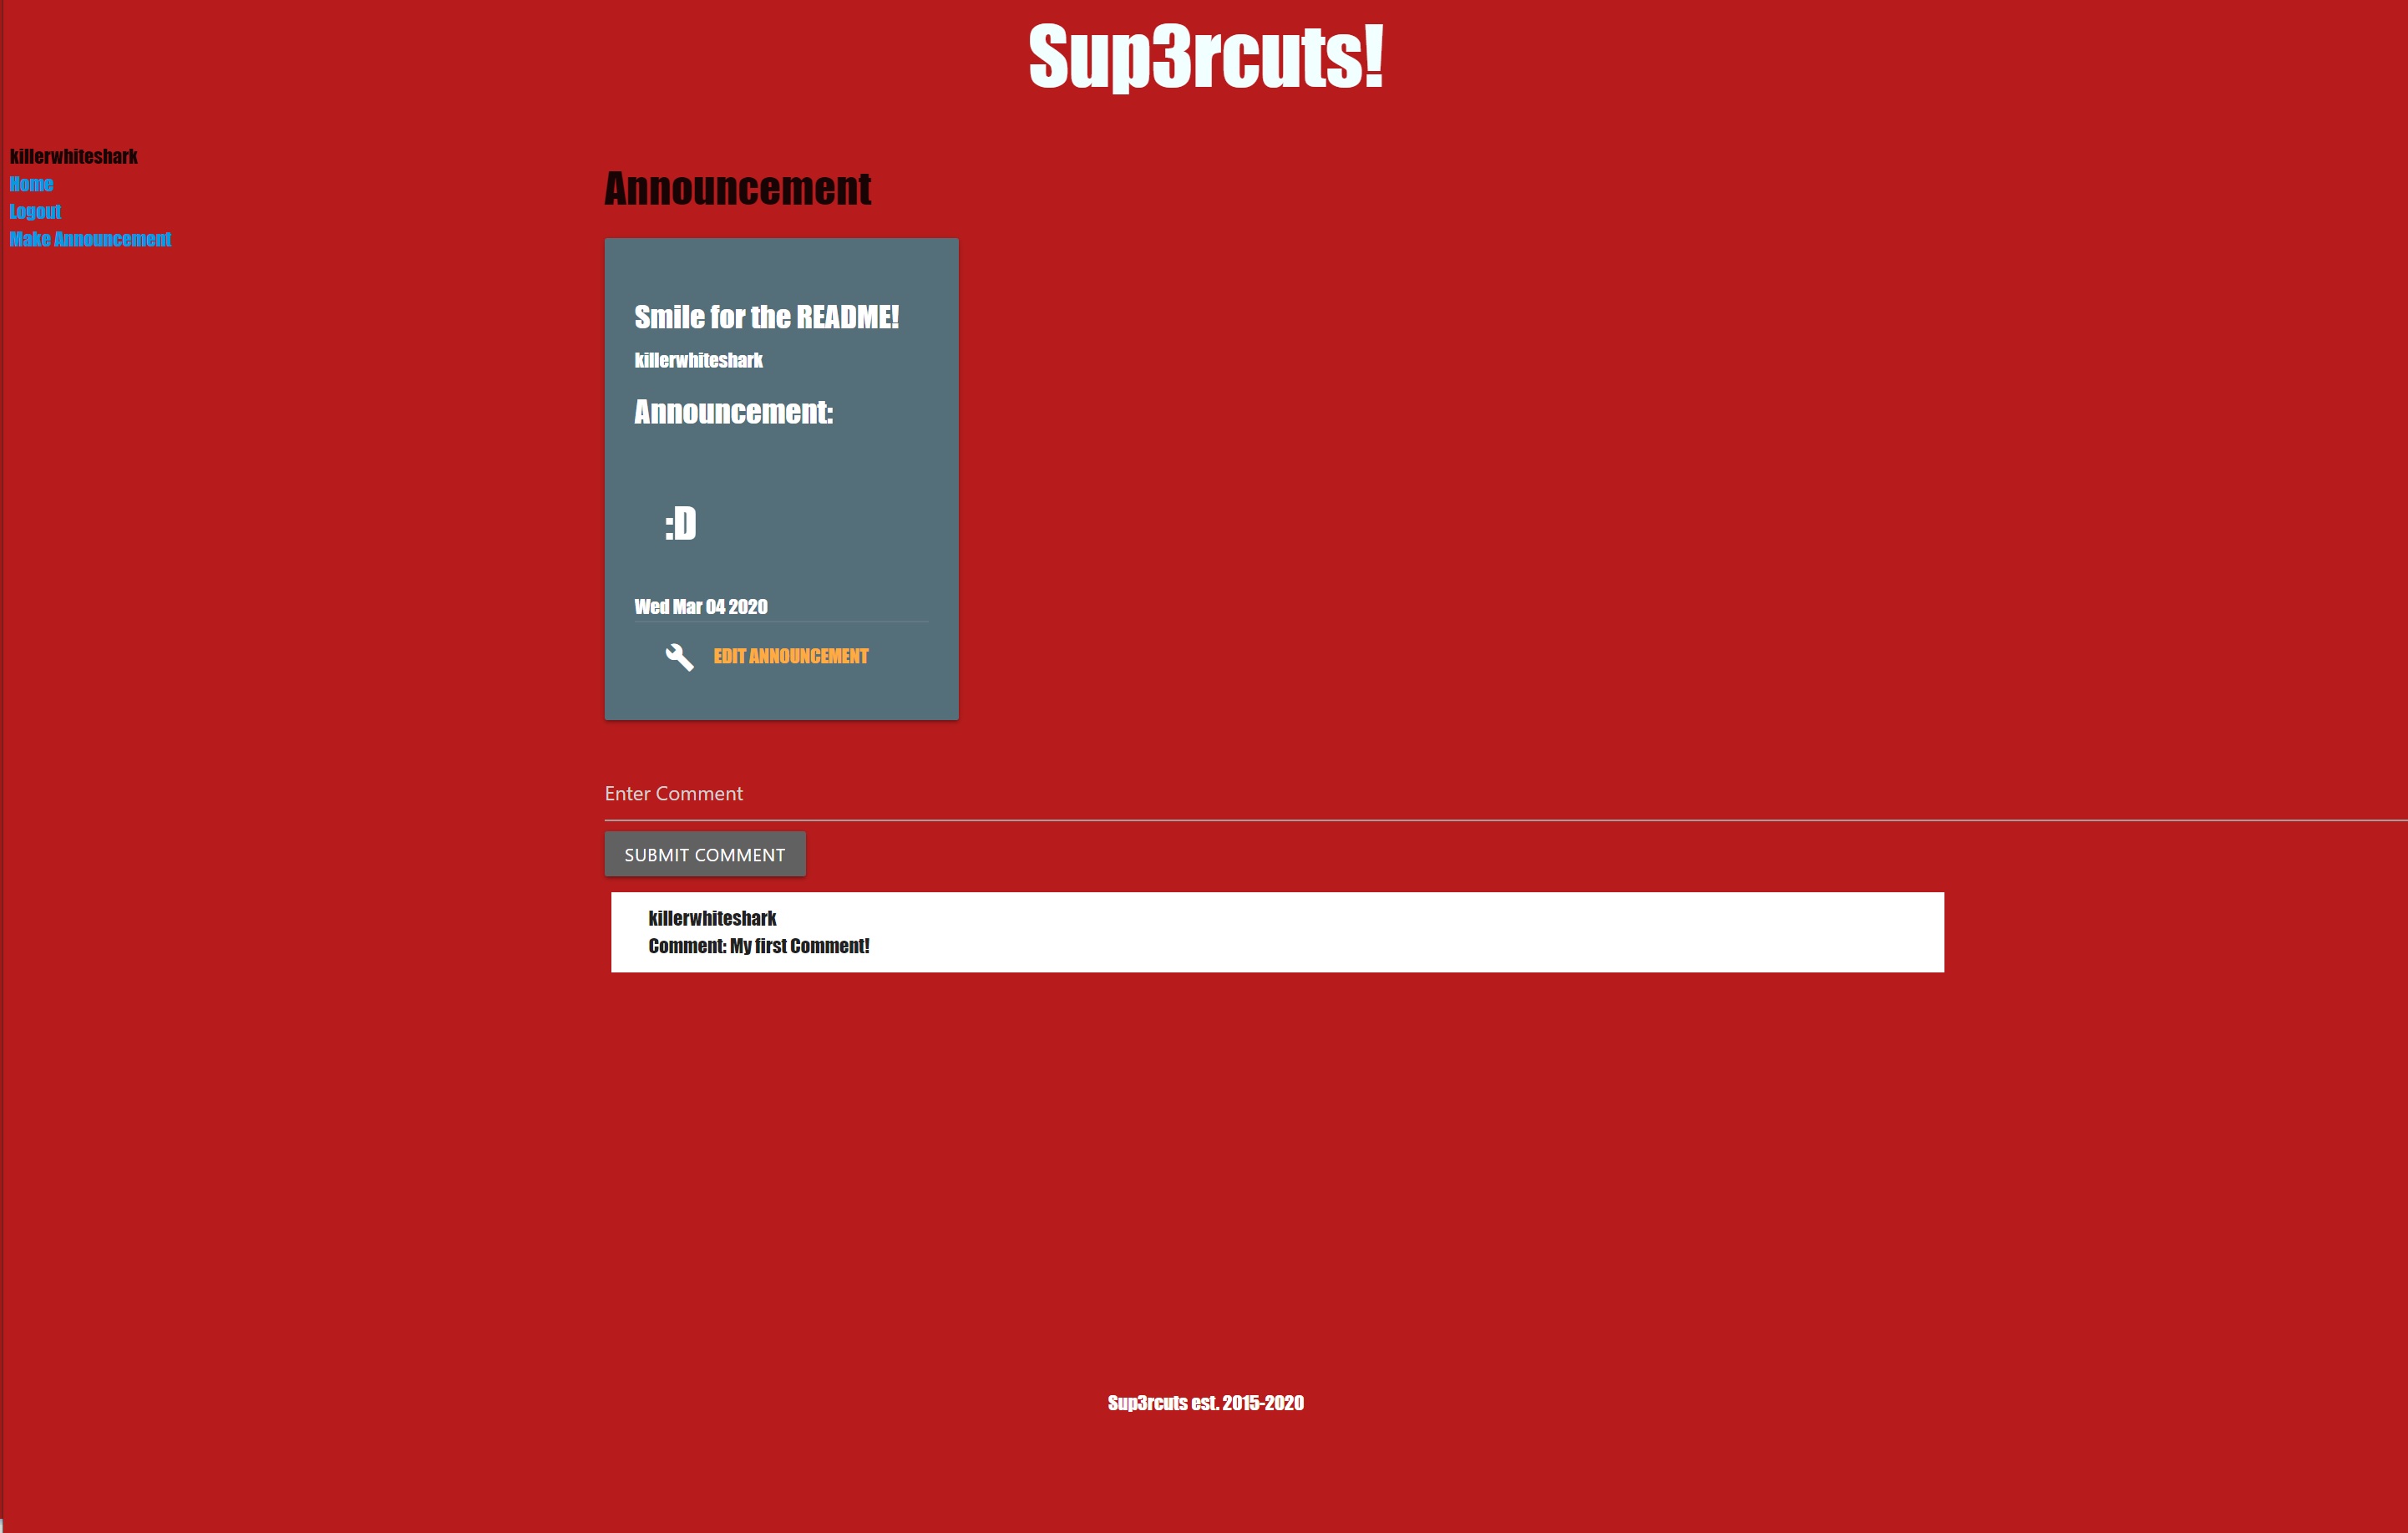 Sup3rcuts!
killerwhiteshark
Home
Logout
Make Announcement
Announcement
Smile for the README!
killerwhiteshark
Announcement:
:D
Wed Mar 04 2020
EDIT ANNOUNCEMENT
Enter Comment
SUBMIT COMMENT
killerwhiteshark
Comment: My first Comment!
Sup3rcuts est. 2015-2020